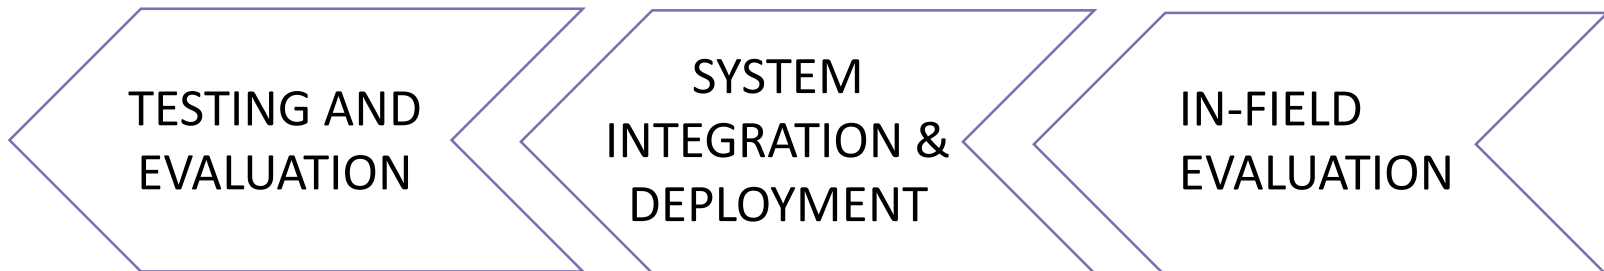 TESTING AND
EVALUATION
SYSTEM
INTEGRATION &
DEPLOYMENT
IN-FIELD
EVALUATION